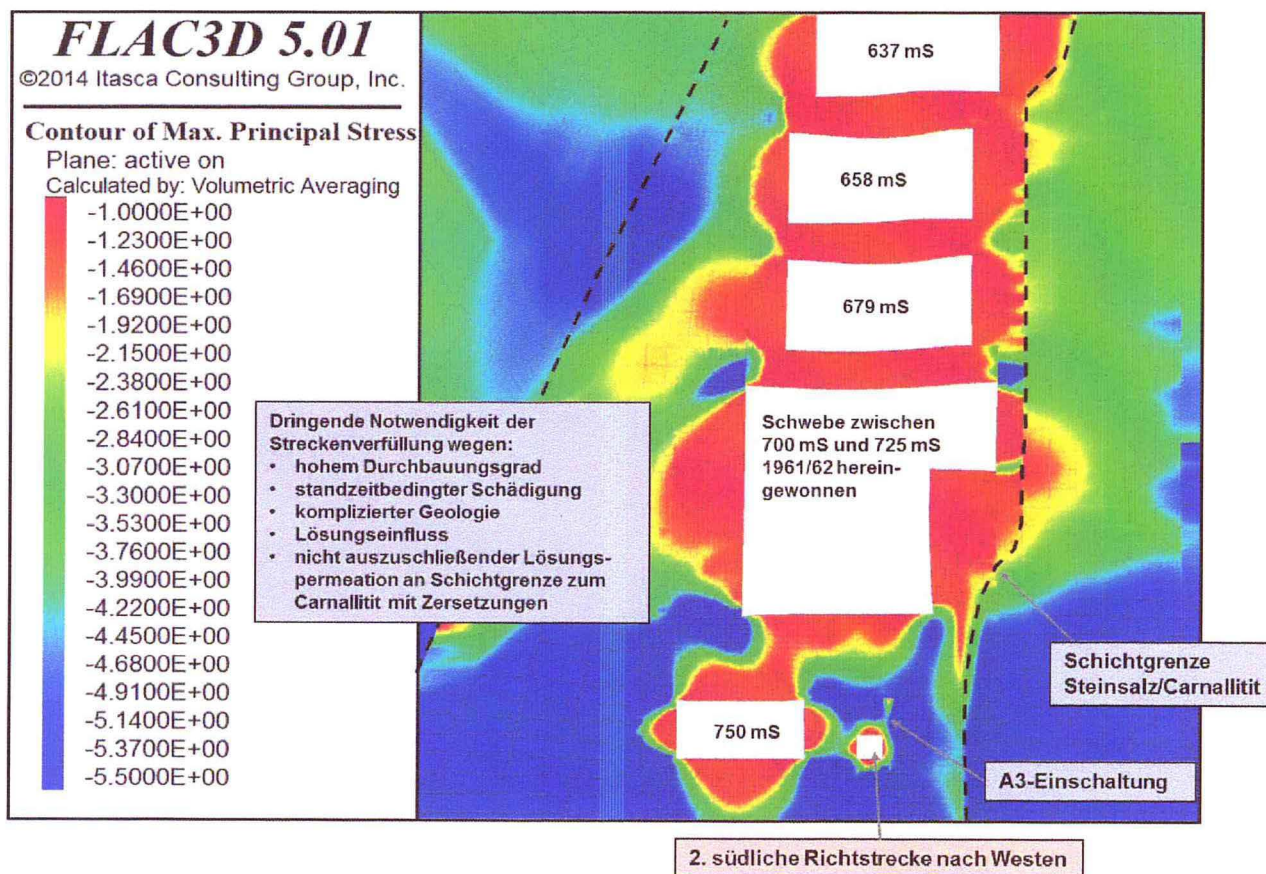 FLAC3D 5.01
©2014 Itasca Consulting Group, Inc.
Contour of Max. Principal Stress
Plane: active on
Calculated by: Volumetric Averaging
-1.0000E+00
-1.2300E+00
-1.4600E+00
-1.6900E+00
-1.9200E+00
-2.1500E+00
-2.3800E+00
-2.6100E+00
-2.8400E+00
-3.0700E+00
-3.3000E+00
-3.5300E+00
-3.7600E+00
-3.9900E+00
-4.2200E+00
-4.4500E+00
-4.6800E+00
-4.9100E+00
-5.1400E+00
-5.3700E+00
-5.5000E+00
637 mS
658 mS
679 mS
Schwebe zwischen
700 mS und 725 mS
1961/62 herein-
gewonnen
Dringende Notwendigkeit der
Streckenverfüllung wegen:
• hohem Durchbauungsgrad
• standzeitbedingter Schädigung
• komplizierter Geologie
• Lösungseinfluss
• nicht auszuschließender Lösungs-
permeation an Schichtgrenze zum
Carnallitit mit Zersetzungen
Schichtgrenze
Steinsalz/Carnallitit
750 mS
A3-Einschaltung
2. südliche Richtstrecke nach Westen